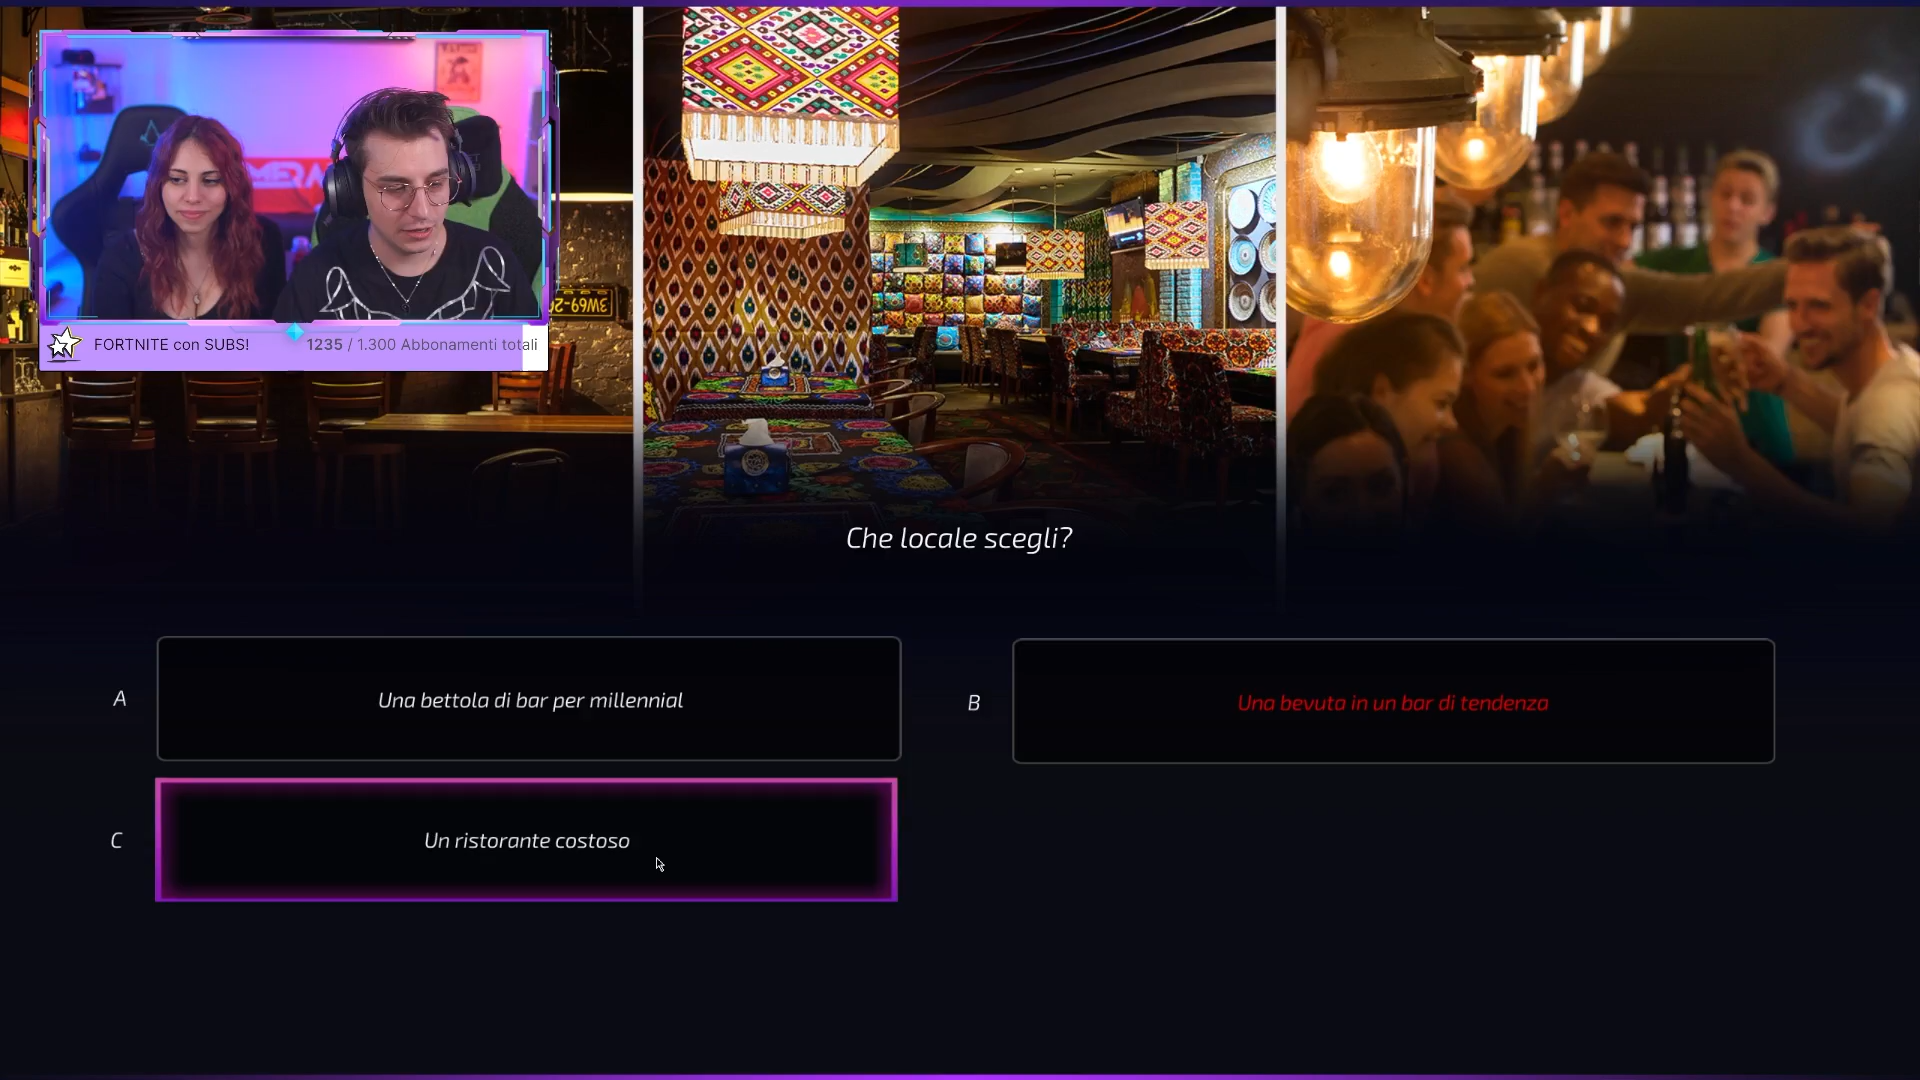 FORTNITE con SUBS!
1235 / 1.300 Abbonamenti totali
Che locale scegli?
A
Una bettola di bar per millennial
B
Una bevuta in un bar di tendenza
C
Un ristorante costoso